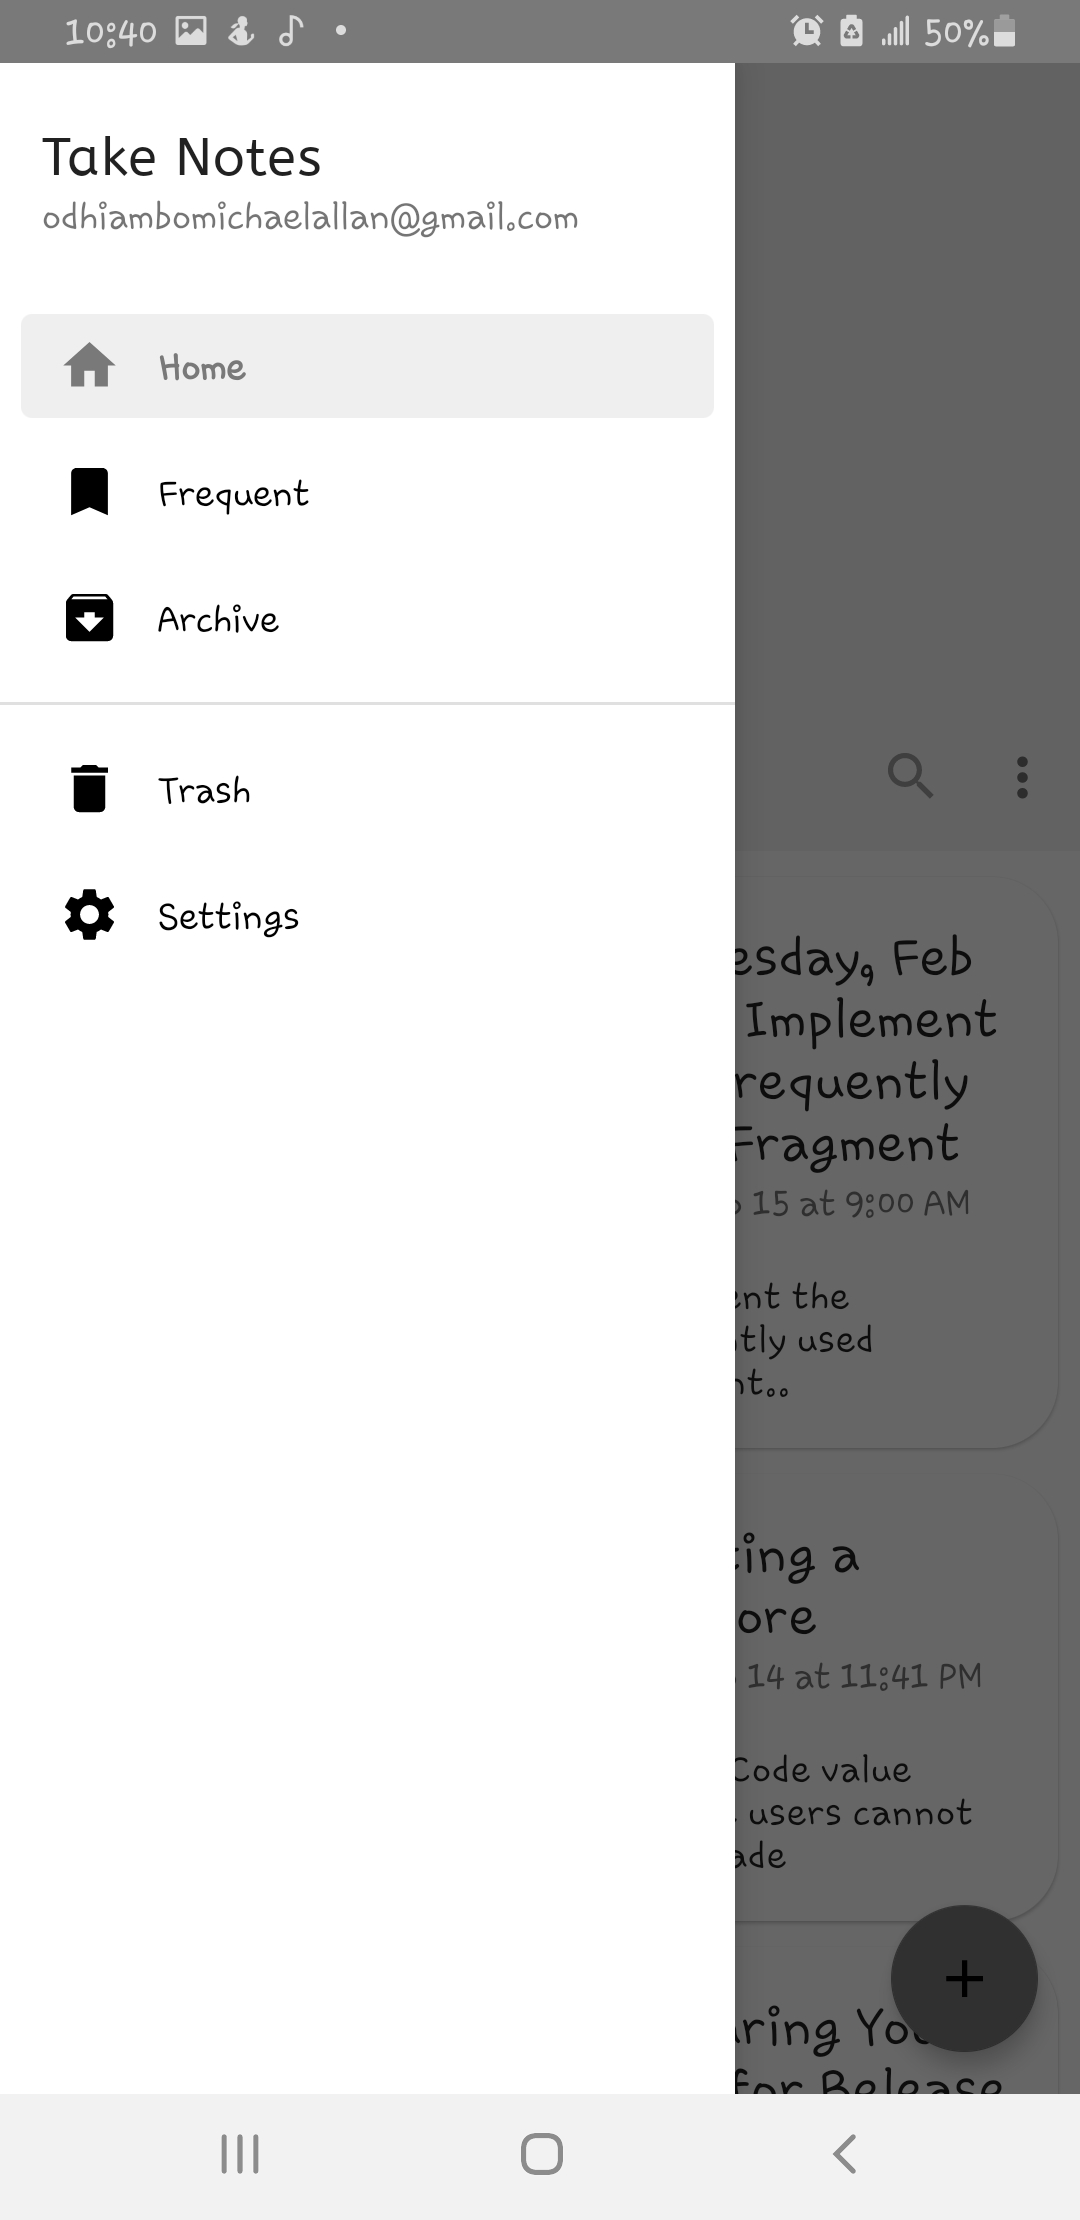 10:40
50%
Take Notes
odhiambomichaelallan@gmail.com
Home
Frequent
Archive
Trash
Settings
esday, Feb
Implement
requently
Fragment
15 at 9:00 AM
ent the
tly used
nt..
ting a
ore
14 at 11:41 PM
Code value
users cannot
ade
ring Yo
for Release